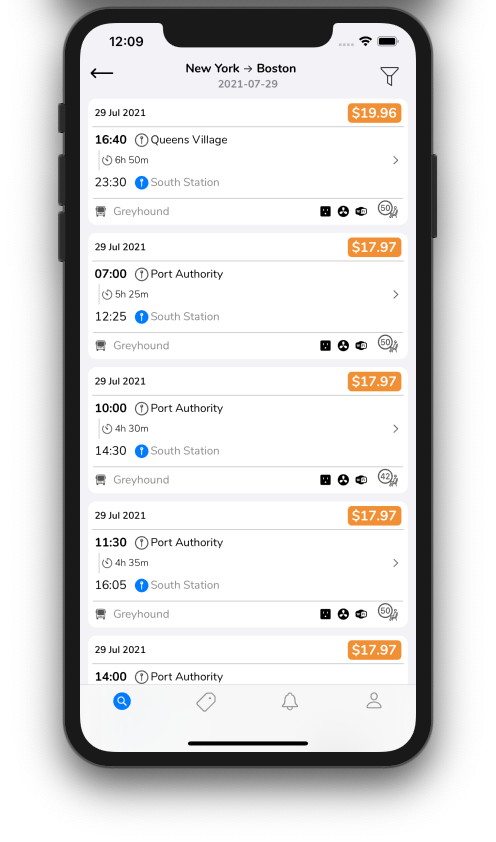 12:09
New York → Boston
2021-07-29
29 Jul 2021 $19.96
16:40 Queens Village
6h 50m
23:30 South Station
Greyhound 50
29 Jul 2021 $17.97
07:00 Port Authority
5h 25m
12:25 South Station
Greyhound 50
29 Jul 2021 $17.97
10:00 Port Authority
4h 30m
14:30 South Station
Greyhound 42
29 Jul 2021 $17.97
11:30 Port Authority
4h 35m
16:05 South Station
Greyhound 50
29 Jul 2021 $17.97
14:00 Port Authority